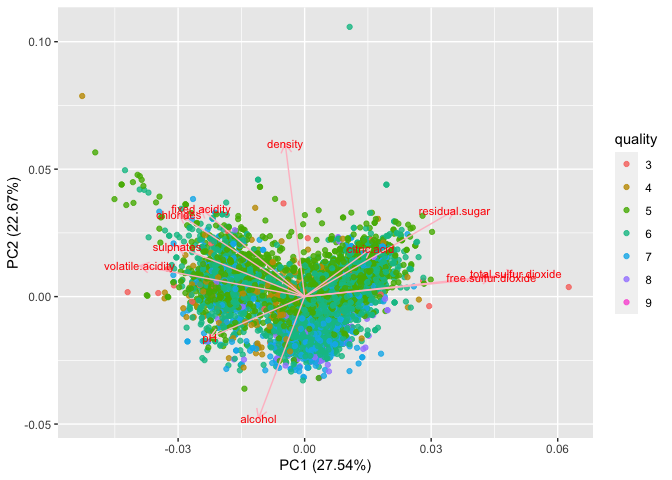 0.10
0.05
0.00
-0.05
PC2 (22.67%)
density
fixed.acidity
chlorides
residual.sugar
sulphates
citric.acid
volatile.acidity
total.sulfur.dioxide
free.sulfur.dioxide
pH
alcohol
-0.03
0.00
0.03
0.06
PC1 (27.54%)
quality
3
4
5
6
7
8
9